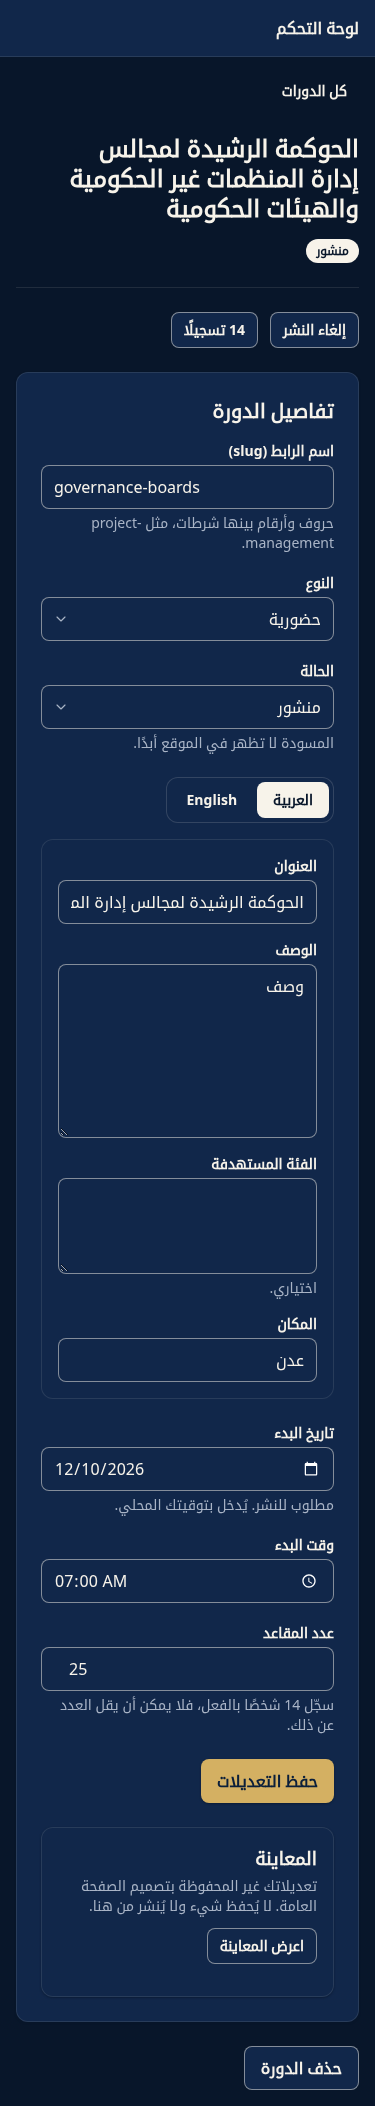 لوحة التحكم
كل الدورات
الحوكمة الرشيدة لمجالس
إدارة المنظمات غير الحكومية
والهيئات الحكومية
منشور
إلغاء النشر
14 تسجيلًا
تفاصيل الدورة
اسم الرابط (slug)
governance-boards
حروف وأرقام بينها شرطات، مثل project-
management.
النوع
حضورية
الحالة
منشور
المسودة لا تظهر في الموقع أبدًا.
العربية
English
العنوان
الحوكمة الرشيدة لمجالس إدارة الم
الوصف
وصف
الفئة المستهدفة
اختياري.
المكان
عدن
تاريخ البدء
12/10/2026
مطلوب للنشر. يُدخل بتوقيتك المحلي.
وقت البدء
07:00 AM
عدد المقاعد
25
سجّل 14 شخصًا بالفعل، فلا يمكن أن يقل العدد
عن ذلك.
حفظ التعديلات
المعاينة
تعديلاتك غير المحفوظة بتصميم الصفحة
العامة. لا يُحفظ شيء ولا يُنشر من هنا.
اعرض المعاينة
حذف الدورة